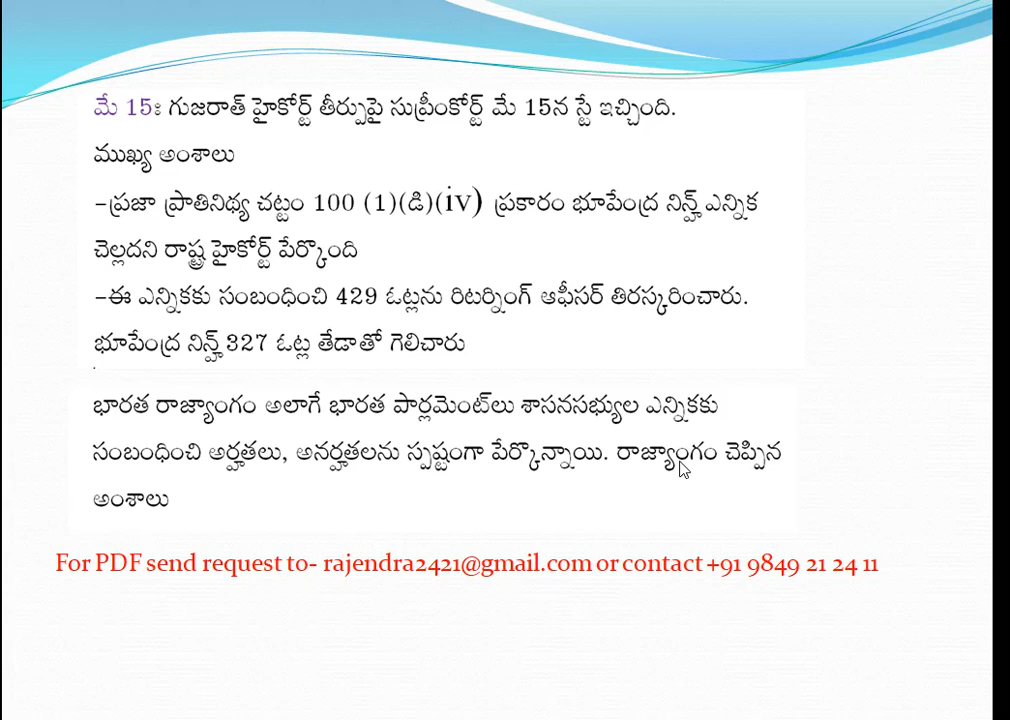 మే 15ః గుజరాత్ హైకోర్ట్ తీర్పుపై సుప్రీంకోర్ట్ మే 15న స్టే ఇచ్చింది.
ముఖ్య అంశాలు
-ప్రజా ప్రాతినిథ్య చట్టం 100 (1)(డి)(iv) ప్రకారం భూపేంద్ర నిన్హ్ ఎన్నిక
చెల్లదని రాష్ట్ర హైకోర్ట్ పేర్కొంది
-ఈ ఎన్నికకు సంబంధించి 429 ఓట్లను రిటర్నింగ్ ఆఫీసర్ తిరస్కరించారు.
భూపేంద్ర నిన్హ్ 327 ఓట్ల తేడాతో గెలిచారు
భారత రాజ్యాంగం అలాగే భారత పార్లమెంట్‌లు శాసనసభ్యుల ఎన్నికకు
సంబంధించి అర్హతలు, అనర్హతలను స్పష్టంగా పేర్కొన్నాయి. రాజ్యాంగం చెప్పిన
అంశాలు
For PDF send request to- rajendra2421@gmail.com or contact +91 9849 21 24 11